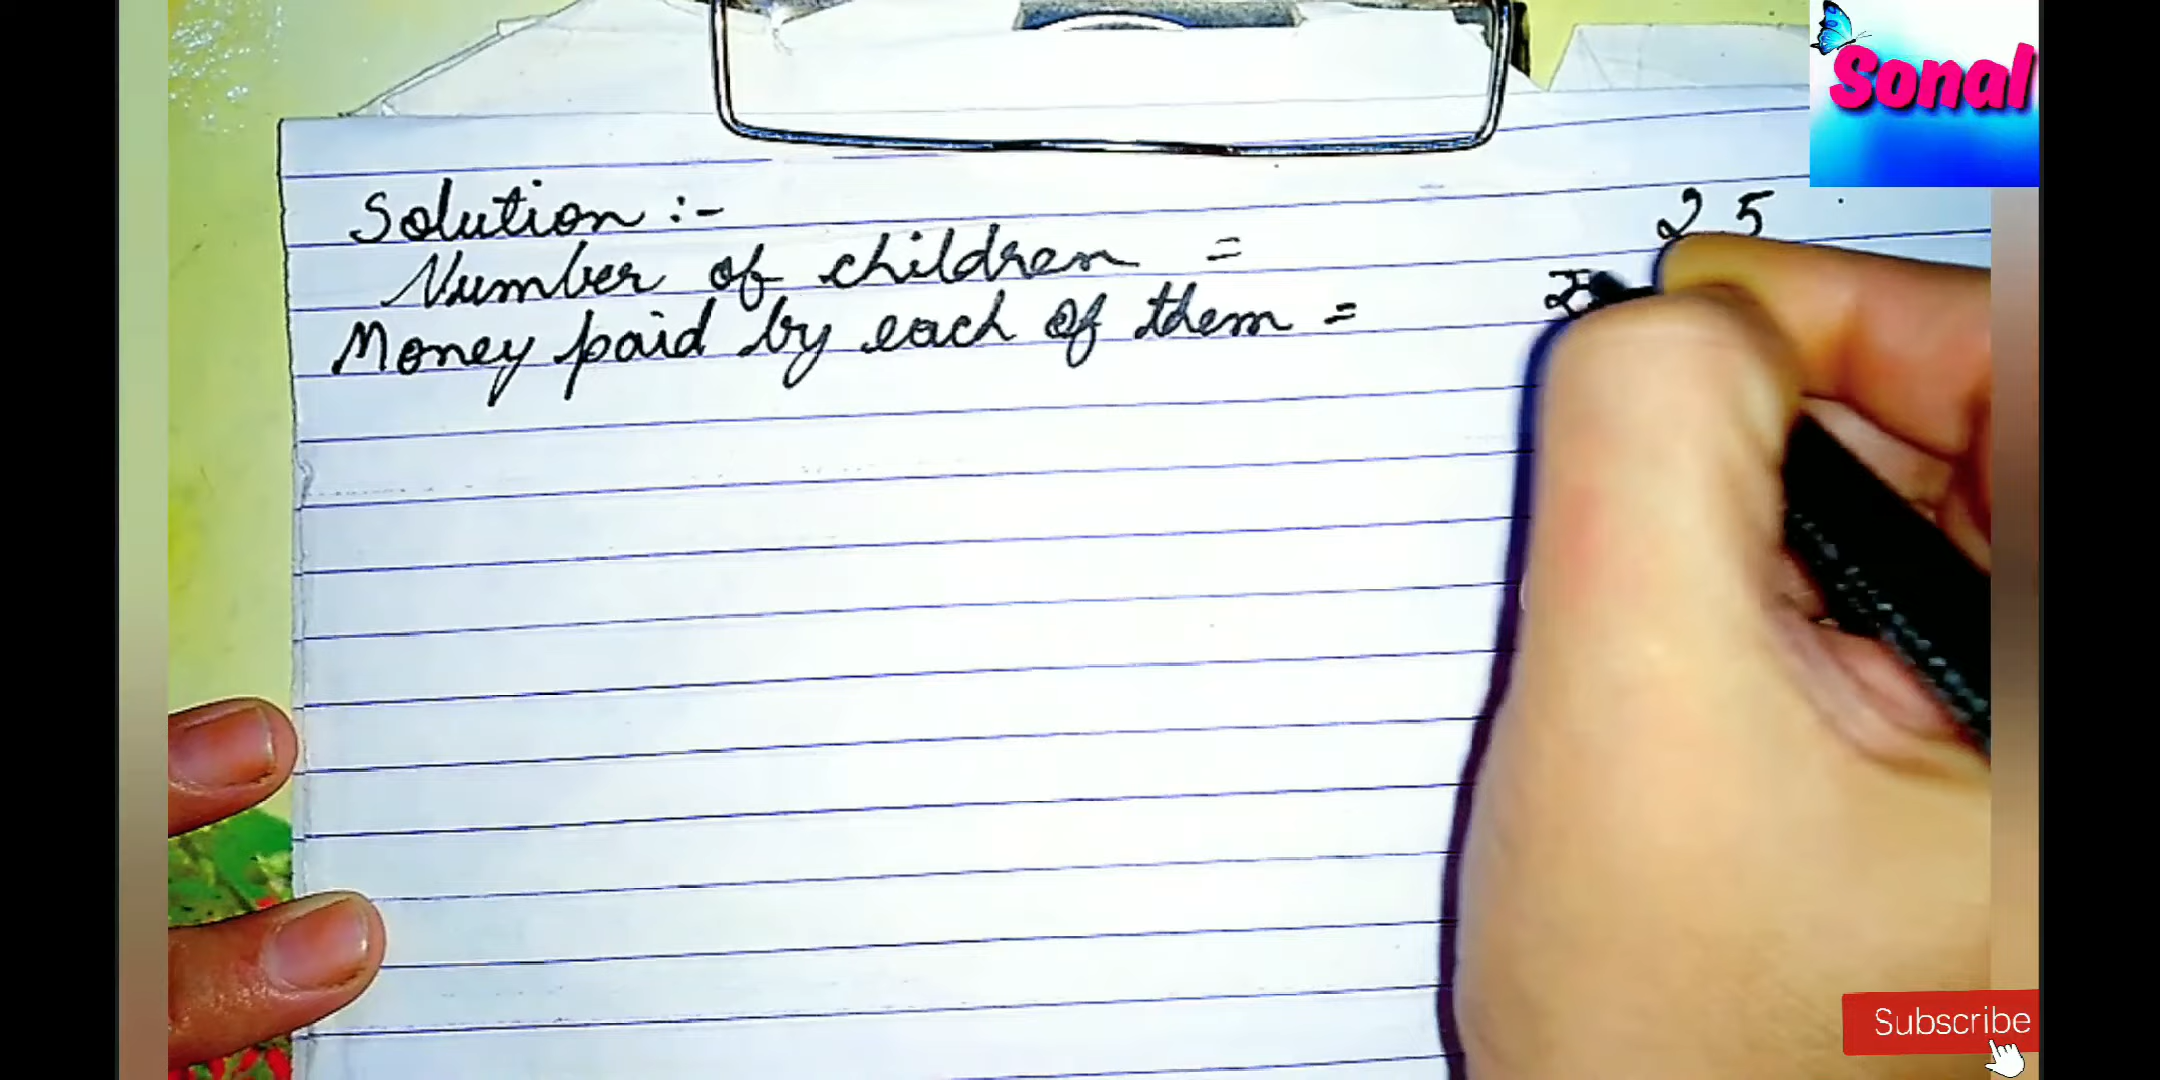 Sonal
Solution :-
Number of children = 25
Money paid by each of them =
Subscribe